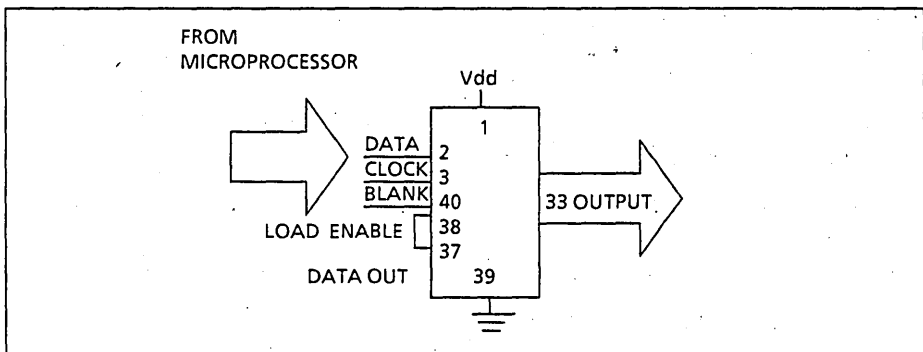 FROM
MICROPROCESSOR
Vdd
1
DATA 2
CLOCK 3
BLANK 40
33 OUTPUT
LOAD ENABLE 38
37
DATA OUT 39